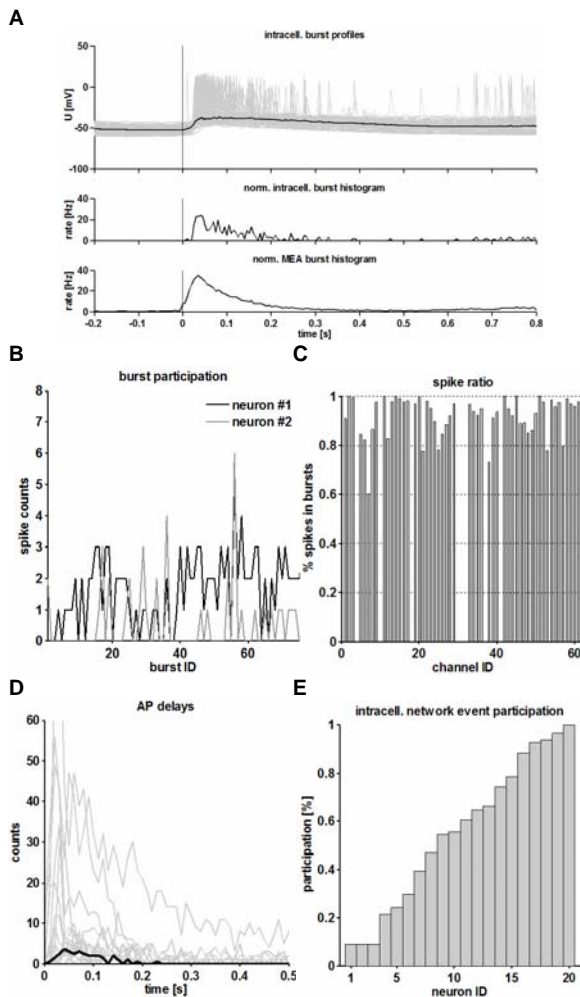 A
intracell. burst profiles
50
0
-50
-100
U [mV]
norm. intracell. burst histogram
40
20
0
rate [Hz]
norm. MEA burst histogram
40
20
0
rate [Hz]
-0.2 -0.1 0 0.1 0.2 0.3 0.4 0.5 0.6 0.7 0.8
time [s]
B
burst participation
neuron #1
neuron #2
8
7
6
5
4
3
2
1
0
spike counts
20 40 60
burst ID
C
spike ratio
1
0.8
0.6
0.4
0.2
0
% spikes in bursts
0 20 40 60
channel ID
D
AP delays
60
50
40
30
20
10
0
counts
0 0.1 0.2 0.3 0.4 0.5
time [s]
E
intracell. network event participation
1
0.8
0.6
0.4
0.2
0
participation [%]
1 5 10 15 20
neuron ID